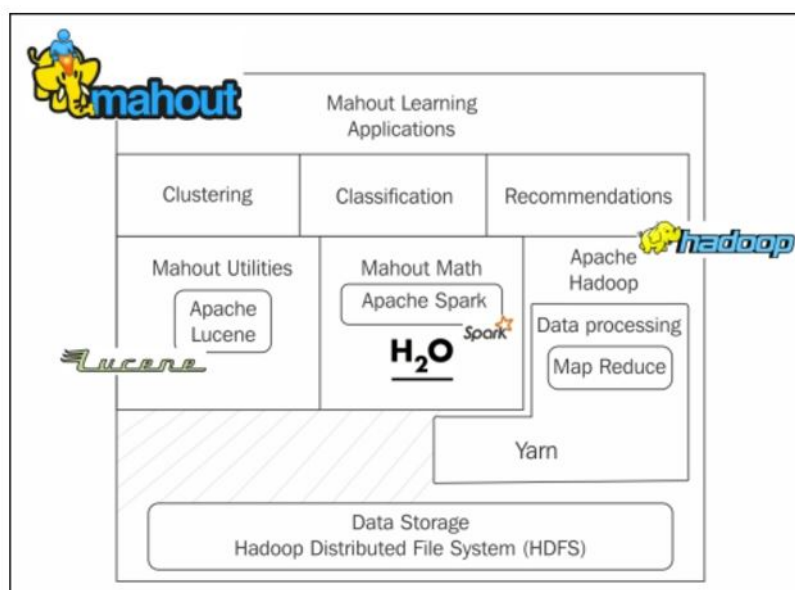 mahout
Mahout Learning
Applications
Clustering
Classification
Recommendations
hadoop
Mahout Utilities
Mahout Math
Apache
Hadoop
Apache
Lucene
Apache Spark
Spark
H₂O
Data processing
Lucene
Map Reduce
Yarn
Data Storage
Hadoop Distributed File System (HDFS)